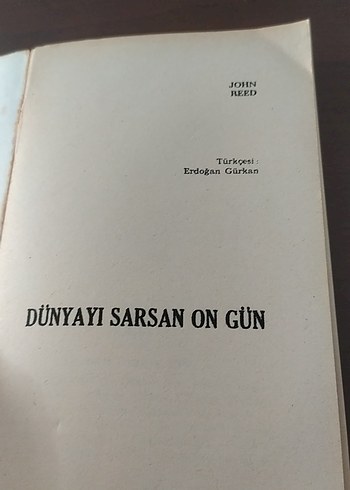 JOHN
REED
Türkçesi :
Erdoğan Gürkan
DÜNYAYI SARSAN ON GÜN